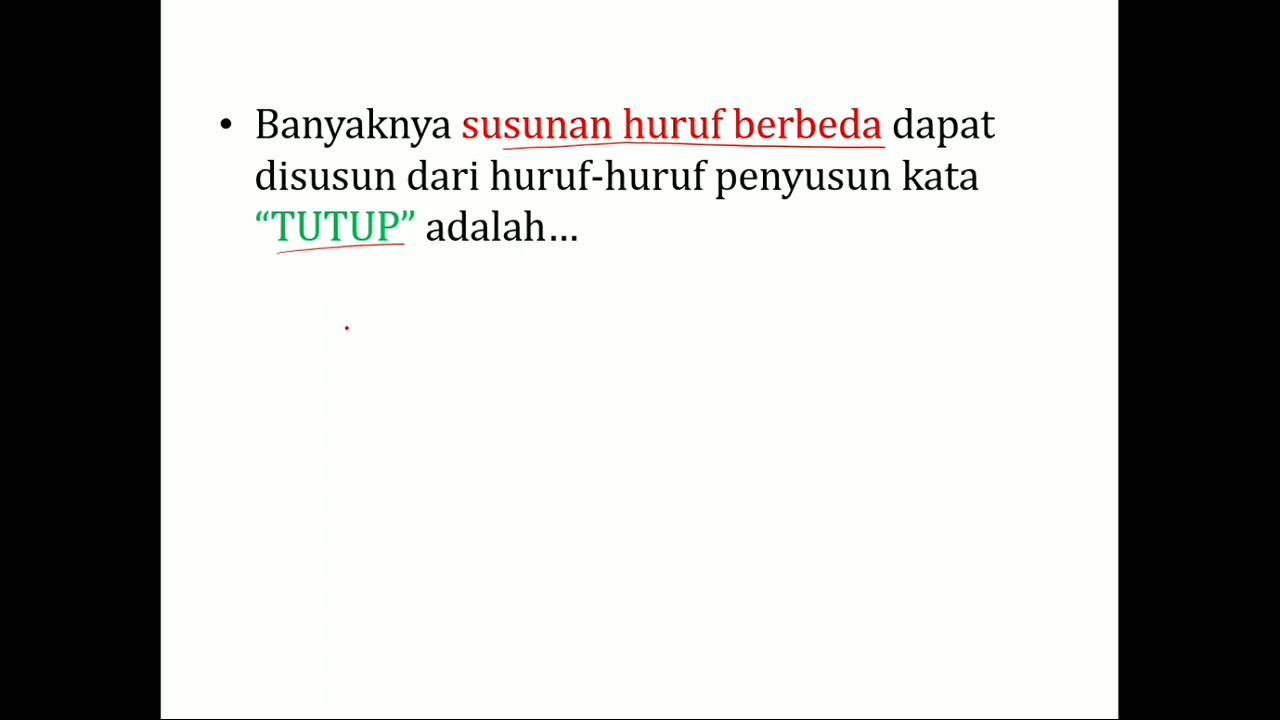 • Banyaknya susunan huruf berbeda dapat
disusun dari huruf-huruf penyusun kata
“TUTUP” adalah…